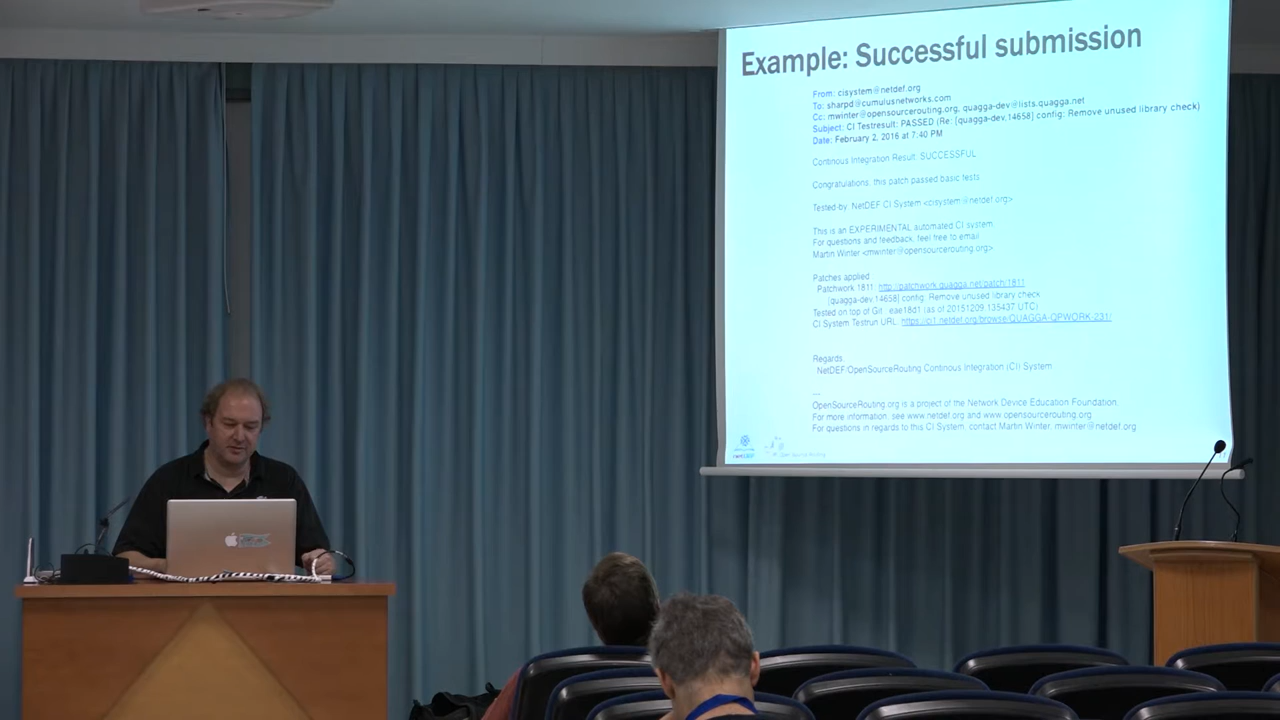 Example: Successful submission
From: cisystem@netdef.org
To: sharpd@cumulusnetworks.com
Cc: mwinter@opensourcerouting.org, quagga-dev@lists.quagga.net
Subject: CI Testresult: PASSED (Re: [quagga-dev,14658] config: Remove unused library check)
Date: February 2, 2016 at 7:40 PM
Continous Integration Result: SUCCESSFUL
Congratulations, this patch passed basic tests
Tested-by: NetDEF CI System <cisystem@netdef.org>
This is an EXPERIMENTAL automated CI system.
For questions and feedback, feel free to email
Martin Winter <mwinter@opensourcerouting.org>
Patches applied
Patchwork 1811: http://patchwork.quagga.net/patch/1811
[quagga-dev,14658] config: Remove unused library check
Tested on top of Git : eae18d1 (as of 20151209.135437 UTC)
CI System Testrun URL: https://ci1.netdef.org/browse/QUAGGA-QPWORK-231/
Regards,
NetDEF/OpenSourceRouting Continous Integration (CI) System
---
OpenSourceRouting.org is a project of the Network Device Education Foundation,
For more information, see www.netdef.org and www.opensourcerouting.org
For questions in regards to this CI System, contact Martin Winter, mwinter@netdef.org
Open Source Routing